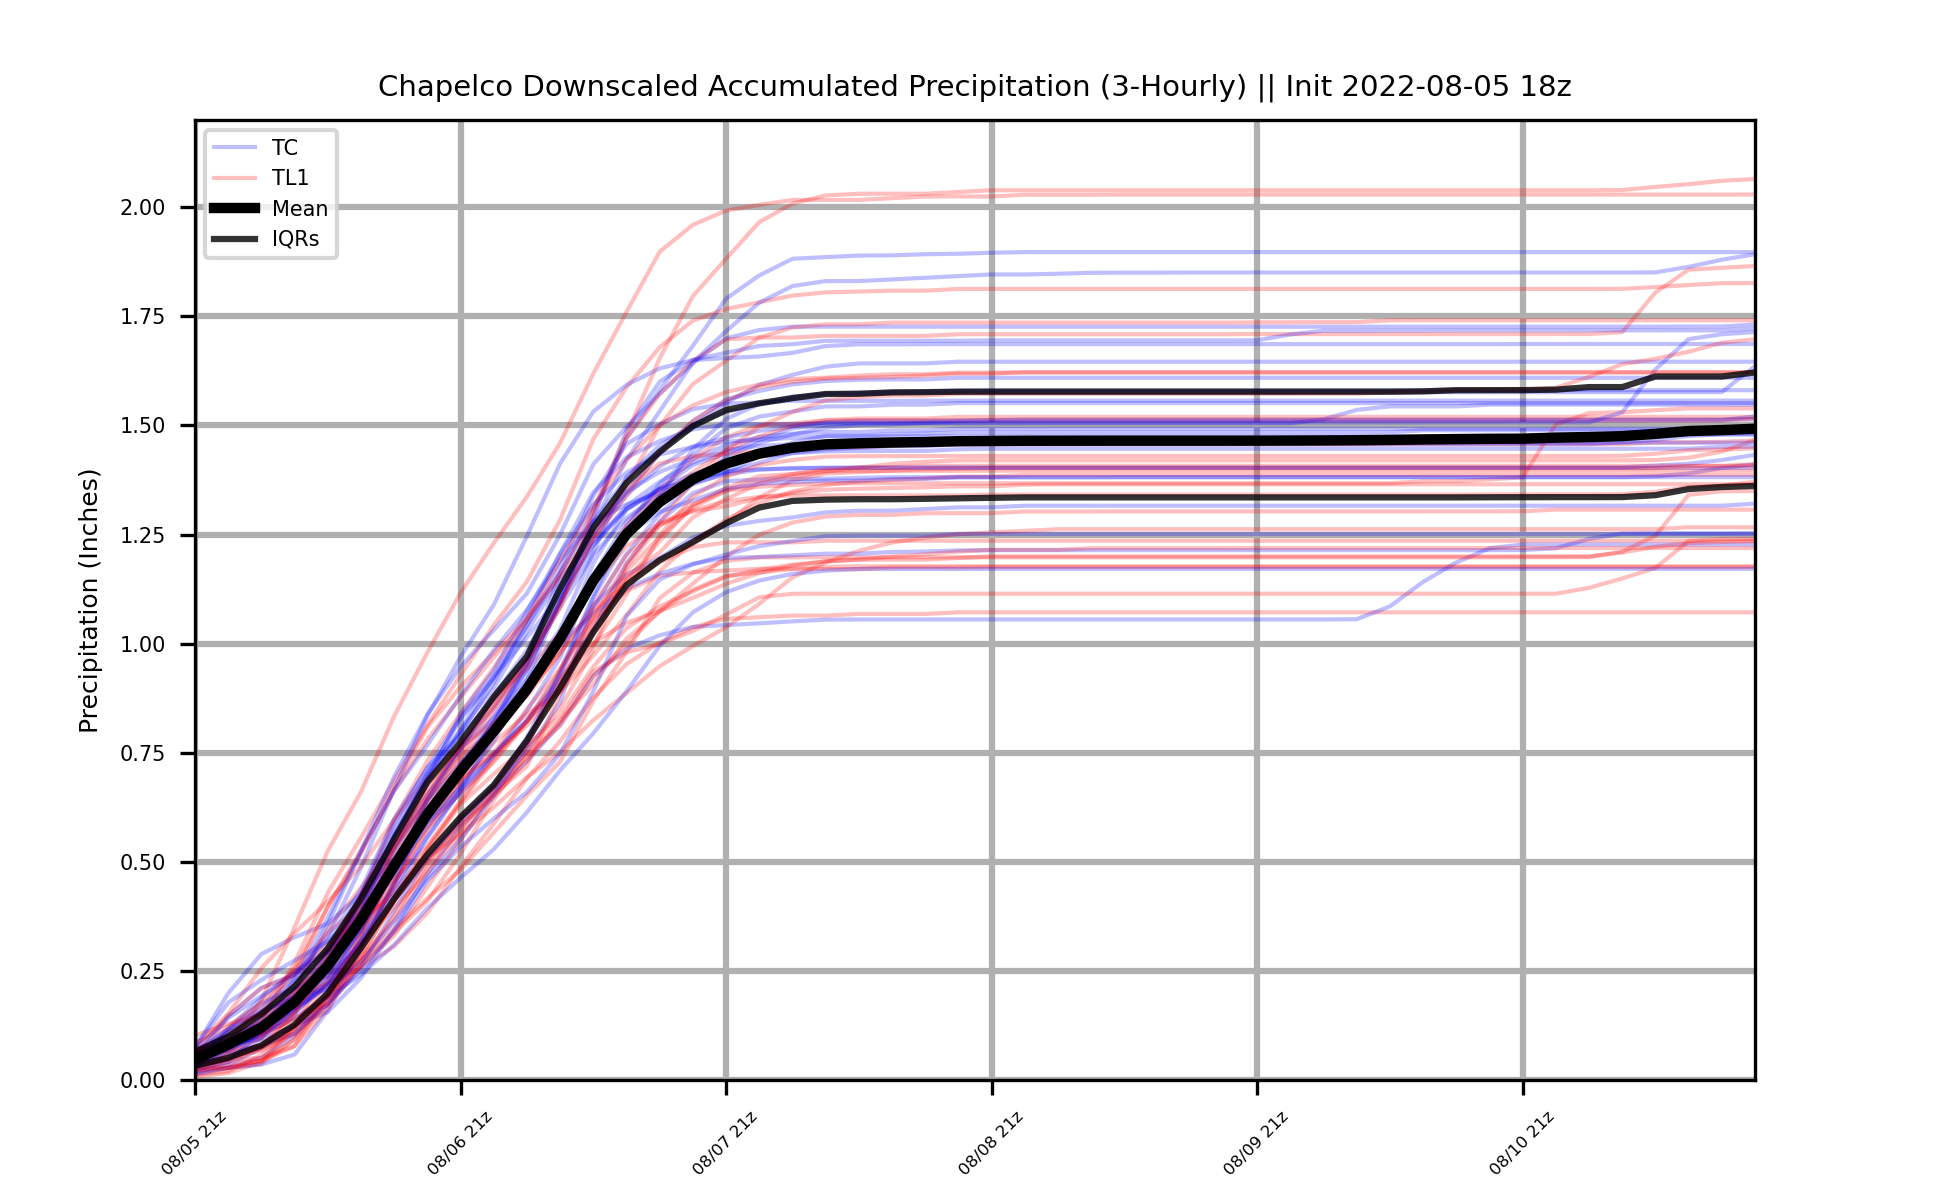 Chapelco Downscaled Accumulated Precipitation (3-Hourly) || Init 2022-08-05 18z
TC
TL1
Mean
IQRs
Precipitation (Inches)
2.00
1.75
1.50
1.25
1.00
0.75
0.50
0.25
0.00
08/05 21z
08/06 21z
08/07 21z
08/08 21z
08/09 21z
08/10 21z